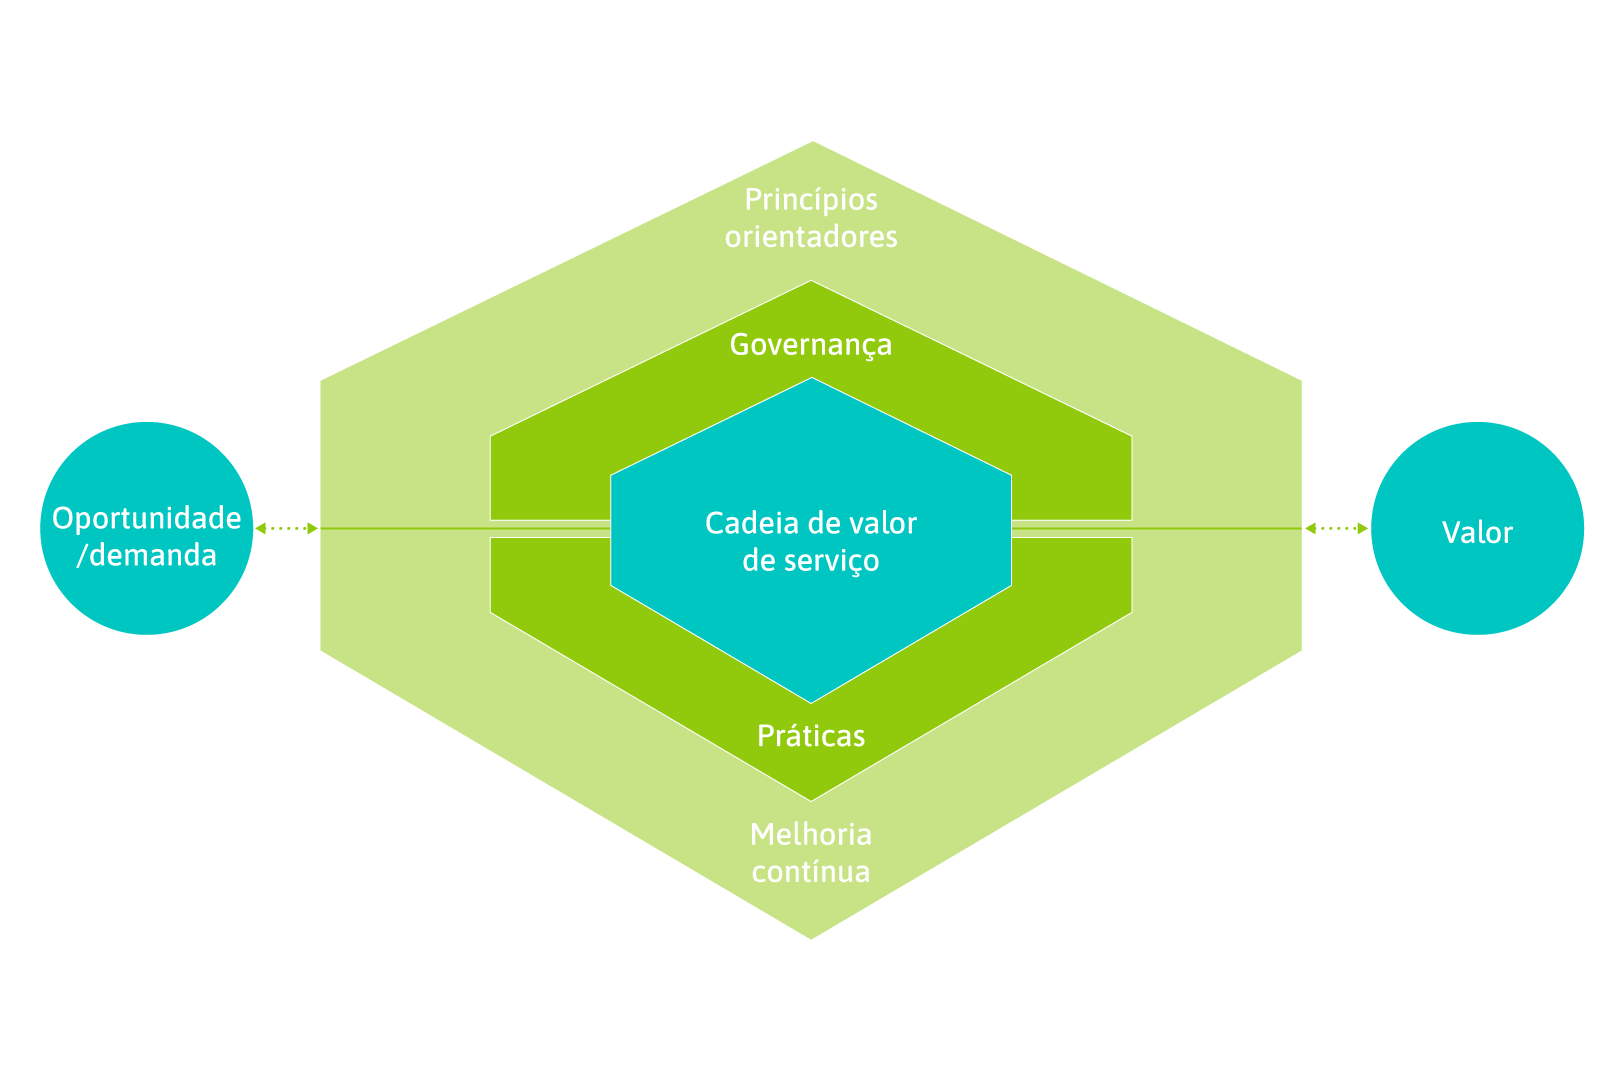 Princípios
orientadores
Governança
Oportunidade
/demanda
Cadeia de valor
de serviço
Valor
Práticas
Melhoria
contínua